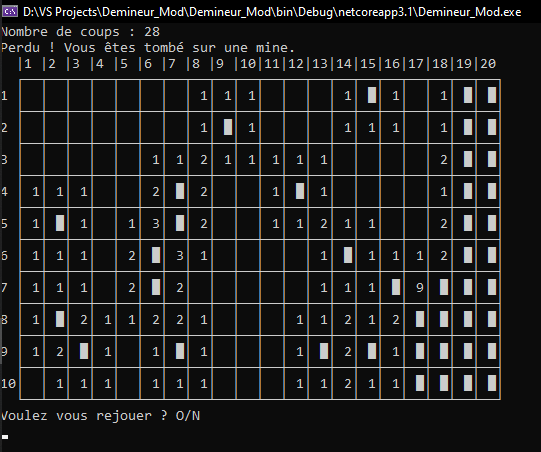 D:\VS Projects\Demineur_Mod\Demineur_Mod\bin\Debug\netcoreapp3.1\Demineur_Mod.exe
Nombre de coups : 28
Perdu ! Vous êtes tombé sur une mine.
|1 |2 |3 |4 |5 |6 |7 |8 |9 |10|11|12|13|14|15|16|17|18|19|20
1 1 1 1 1 █ 1 1 █ █
2 1 █ 1 1 1 1 1 █ █
3 1 1 2 1 1 1 1 1 2 █ █
4 1 1 1 2 █ 2 1 █ 1 1 █ █
5 1 █ 1 1 3 █ 2 1 1 2 1 1 2 █ █
6 1 1 1 2 █ 3 1 1 █ 1 1 1 2 █ █
7 1 1 1 2 █ 2 1 1 1 █ 9 █ █ █
8 1 █ 2 1 1 2 2 1 1 1 2 1 2 █ █ █ █
9 1 2 █ 1 1 █ 1 1 █ 2 █ 1 █ █ █ █
10 1 1 1 1 1 1 1 1 2 1 1 █ █ █ █
Voulez vous rejouer ? O/N